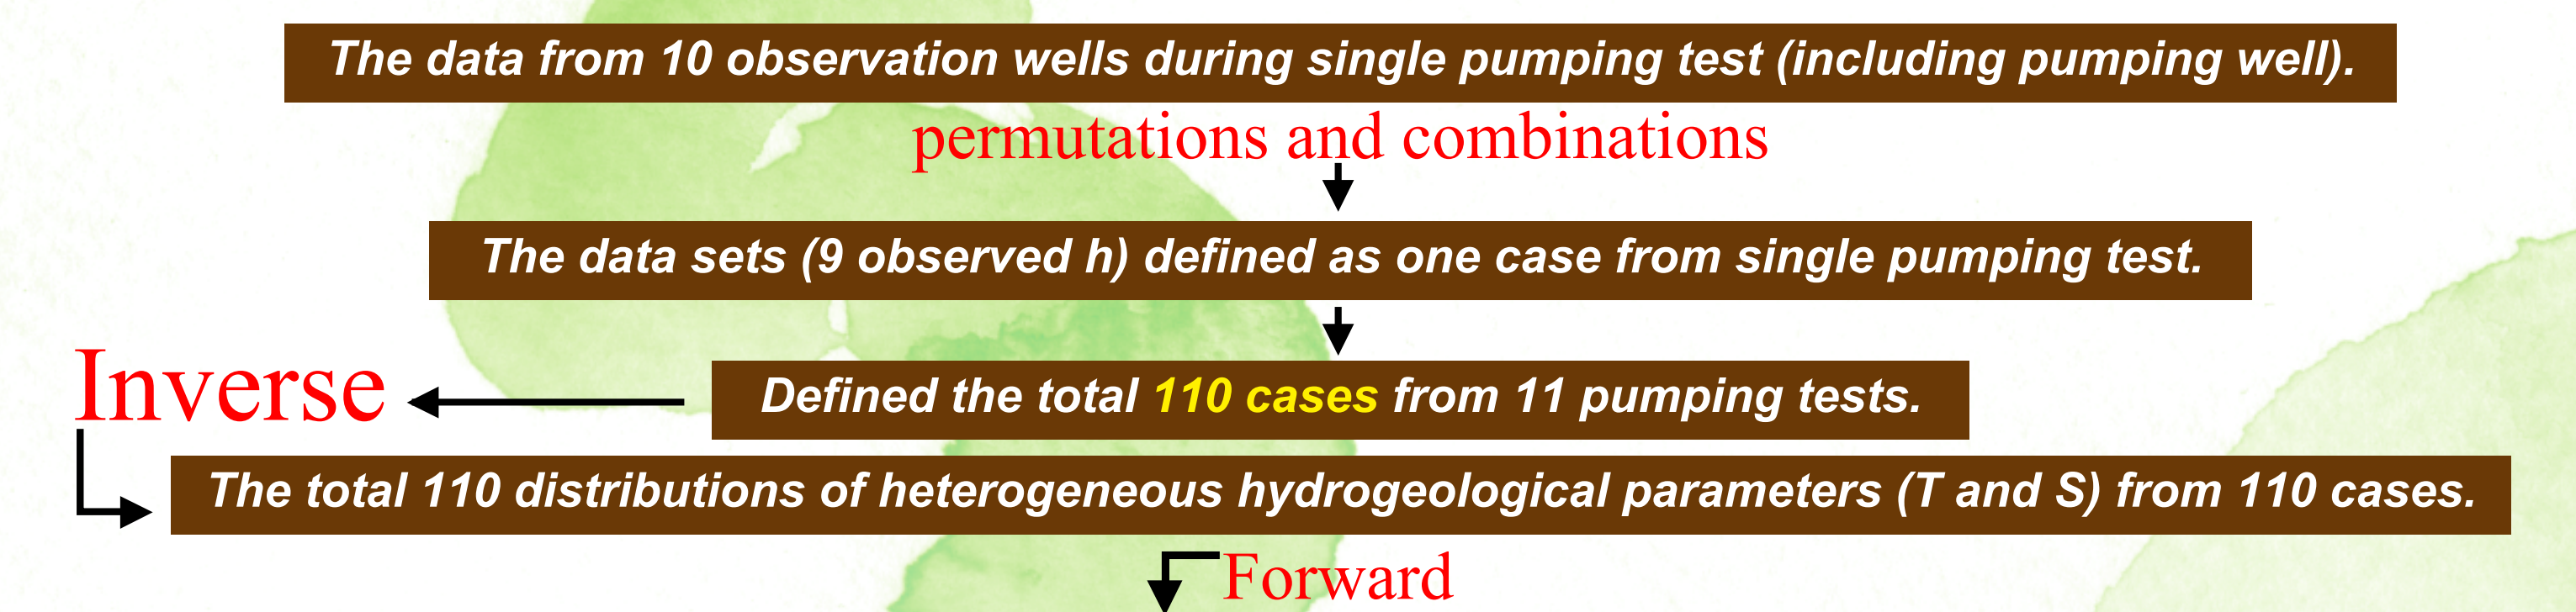 The data from 10 observation wells during single pumping test (including pumping well).
permutations and combinations
The data sets (9 observed h) defined as one case from single pumping test.
Defined the total 110 cases from 11 pumping tests.
Inverse
The total 110 distributions of heterogeneous hydrogeological parameters (T and S) from 110 cases.
Forward